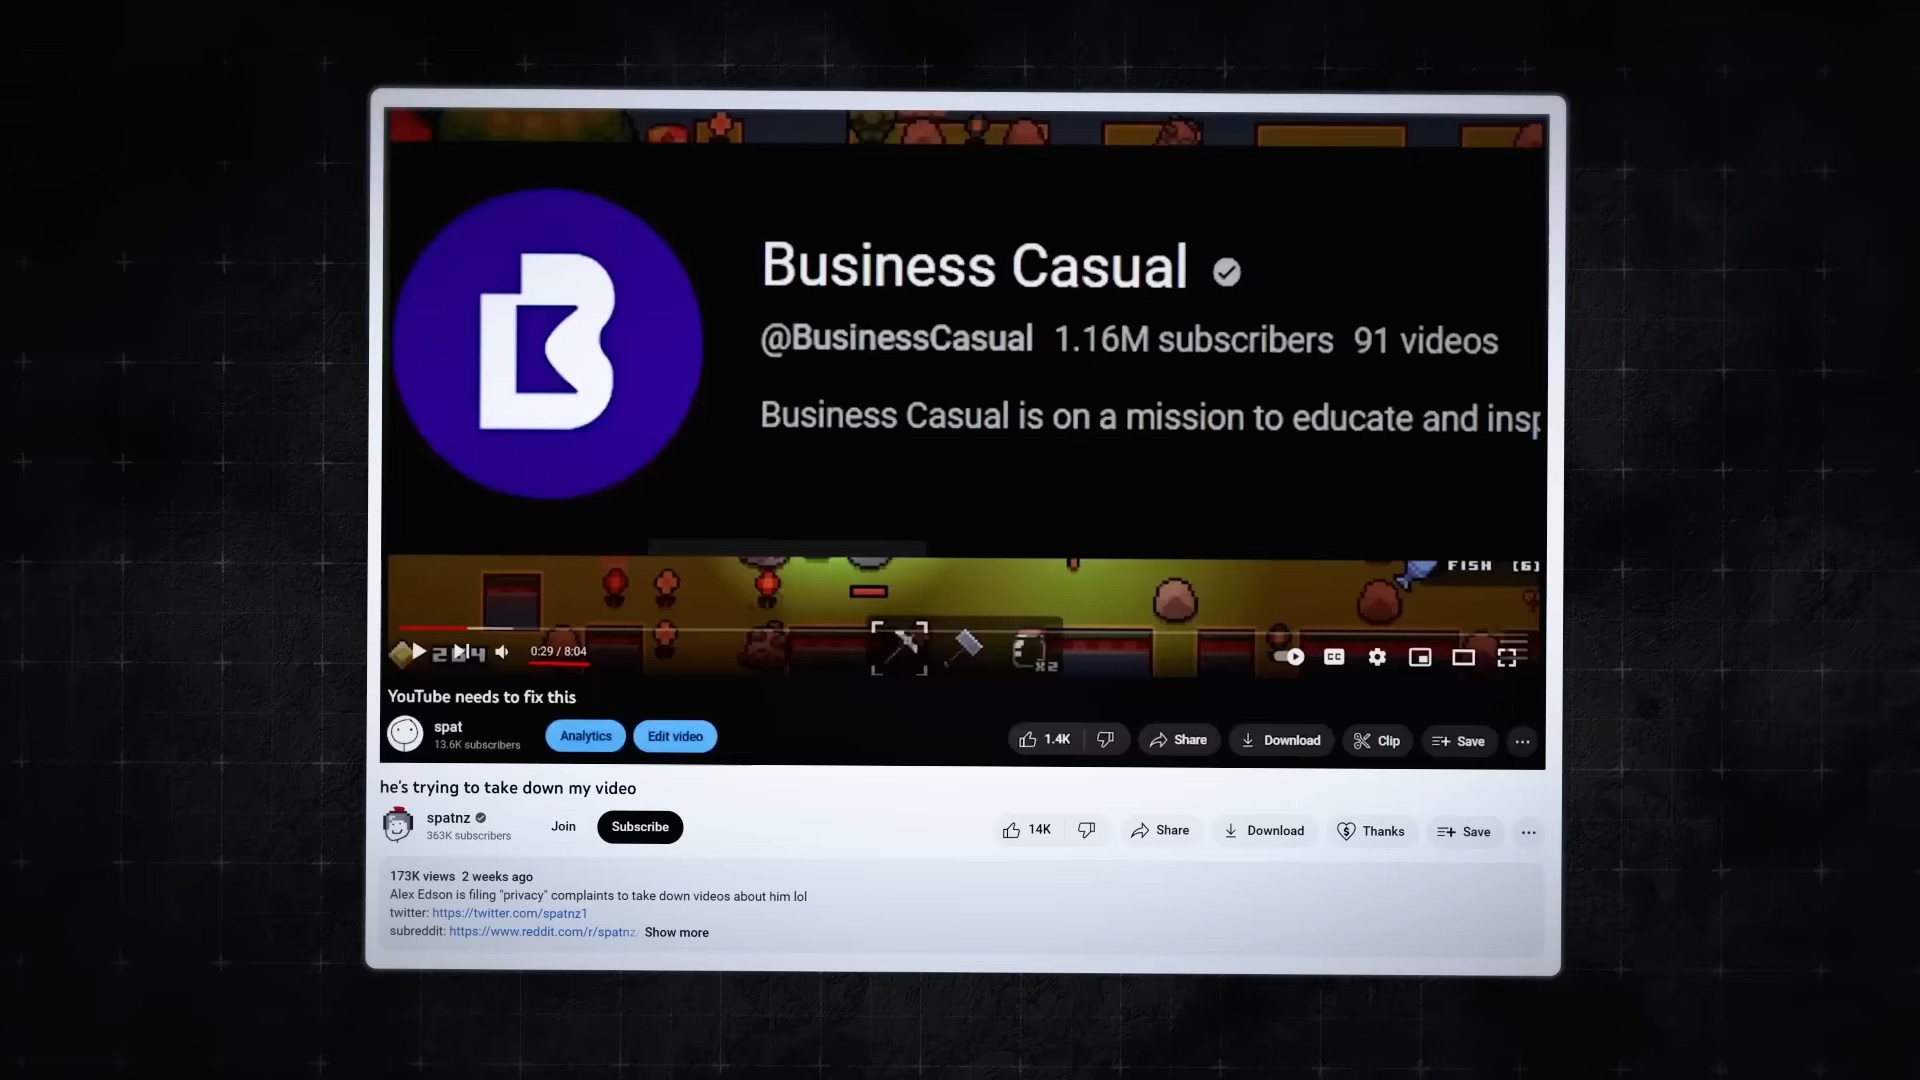 Business Casual
@BusinessCasual 1.16M subscribers 91 videos
Business Casual is on a mission to educate and insp
FISH [6]
264
0:29 / 8:04
CC
X2
YouTube needs to fix this
spat
13.6K subscribers
Analytics
Edit video
1.4K
Share
Download
Clip
Save
he's trying to take down my video
spatnz
363K subscribers
Join
Subscribe
14K
Share
Download
Thanks
Save
173K views 2 weeks ago
Alex Edson is filing "privacy" complaints to take down videos about him lol
twitter: https://twitter.com/spatnz1
subreddit: https://www.reddit.com/r/spatnz/ Show more